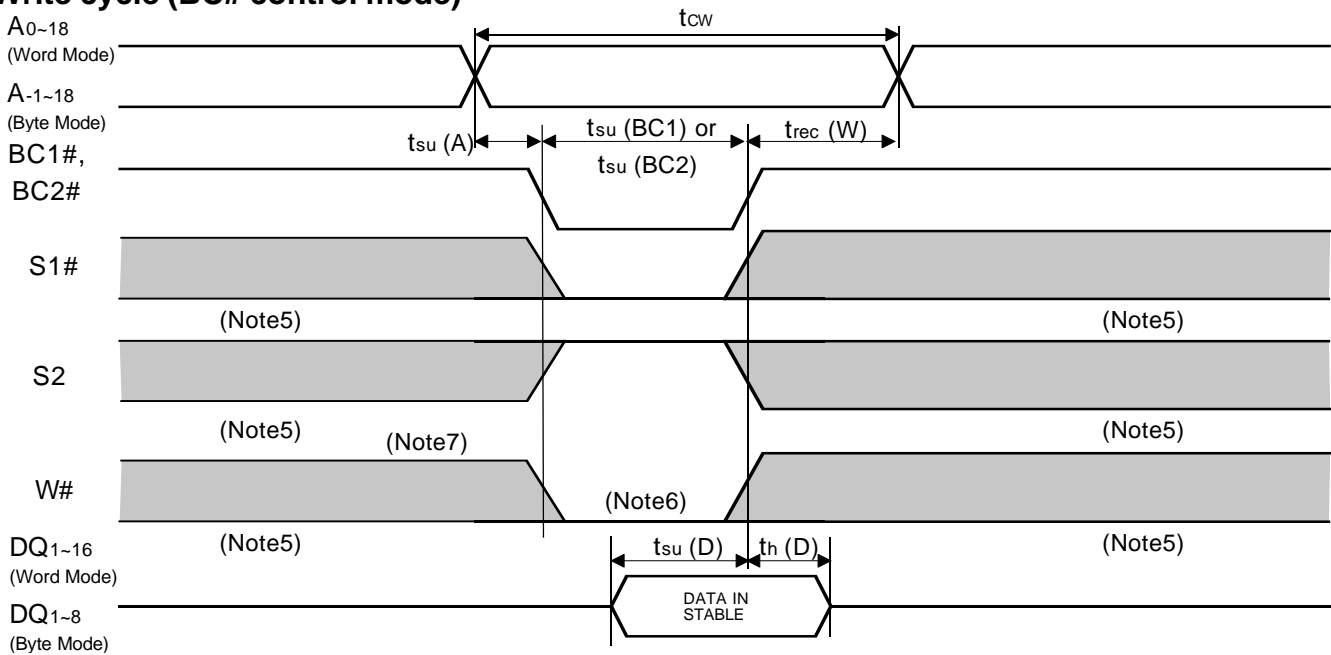 Write cycle (BC# control mode)
A0~18
(Word Mode)
tCW
A-1~18
(Byte Mode)
tsu (A)
tsu (BC1) or
tsu (BC2)
trec (W)
BC1#,
BC2#
S1#
(Note5)
(Note5)
S2
(Note5)
(Note7)
(Note5)
W#
(Note6)
(Note5)
(Note5)
DQ1~16
(Word Mode)
tsu (D)
th (D)
DATA IN
STABLE
DQ1~8
(Byte Mode)